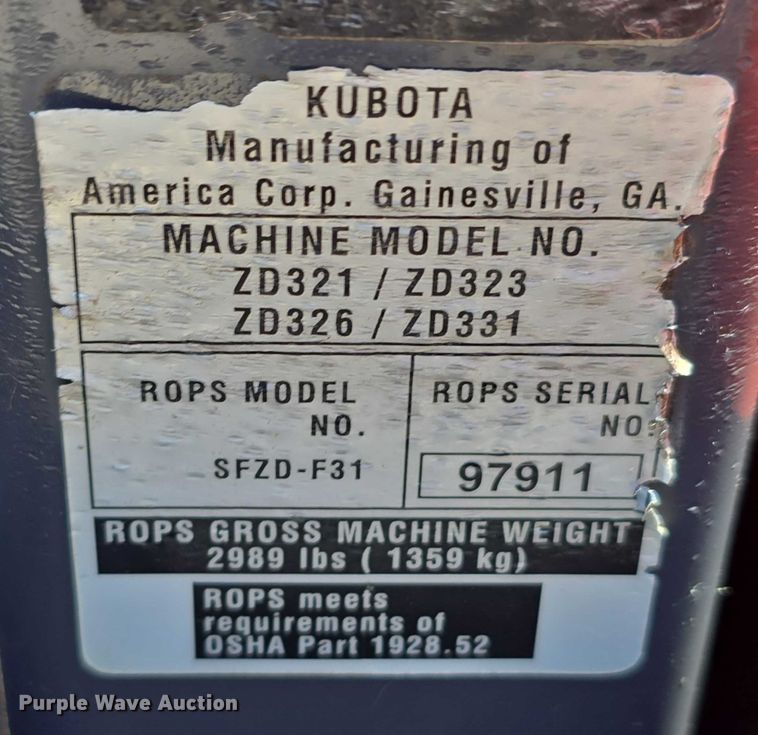 KUBOTA
Manufacturing of
America Corp. Gainesville, GA.
MACHINE MODEL NO.
ZD321 / ZD323
ZD326 / ZD331
ROPS MODEL
NO.
SFZD-F31
ROPS SERIAL
NO.
97911
ROPS GROSS MACHINE WEIGHT
2989 lbs ( 1359 kg)
ROPS meets
requirements of
OSHA Part 1928.52
Purple Wave Auction